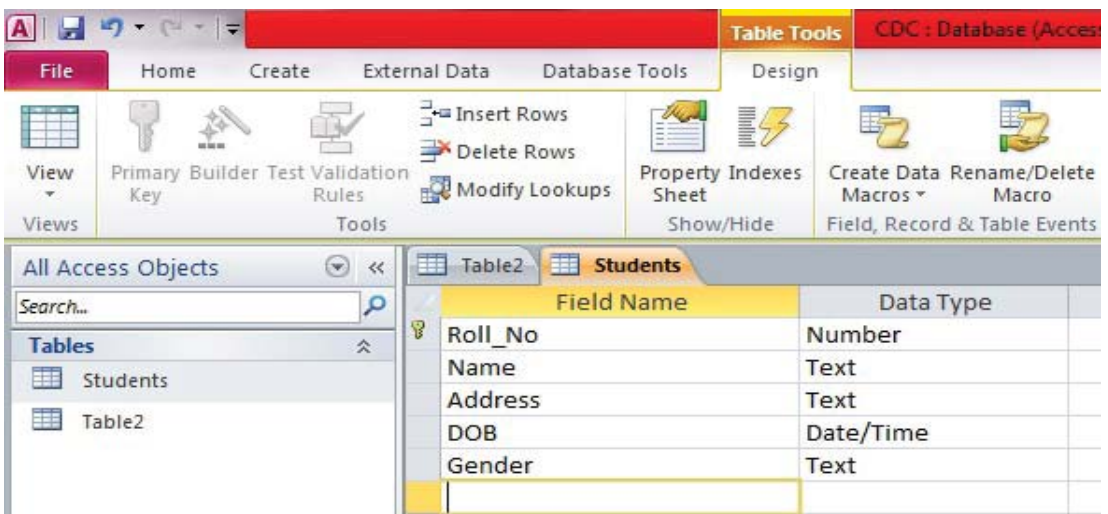 A
Table Tools CDC : Database (Access
File Home Create External Data Database Tools Design
View
Views
Primary Key
Builder
Test Validation Rules
Insert Rows
Delete Rows
Modify Lookups
Tools
Property Sheet
Indexes
Show/Hide
Create Data Macros
Rename/Delete Macro
Field, Record & Table Events
All Access Objects
Search...
Tables
Students
Table2
Table2 Students
Field Name Data Type
Roll_No Number
Name Text
Address Text
DOB Date/Time
Gender Text